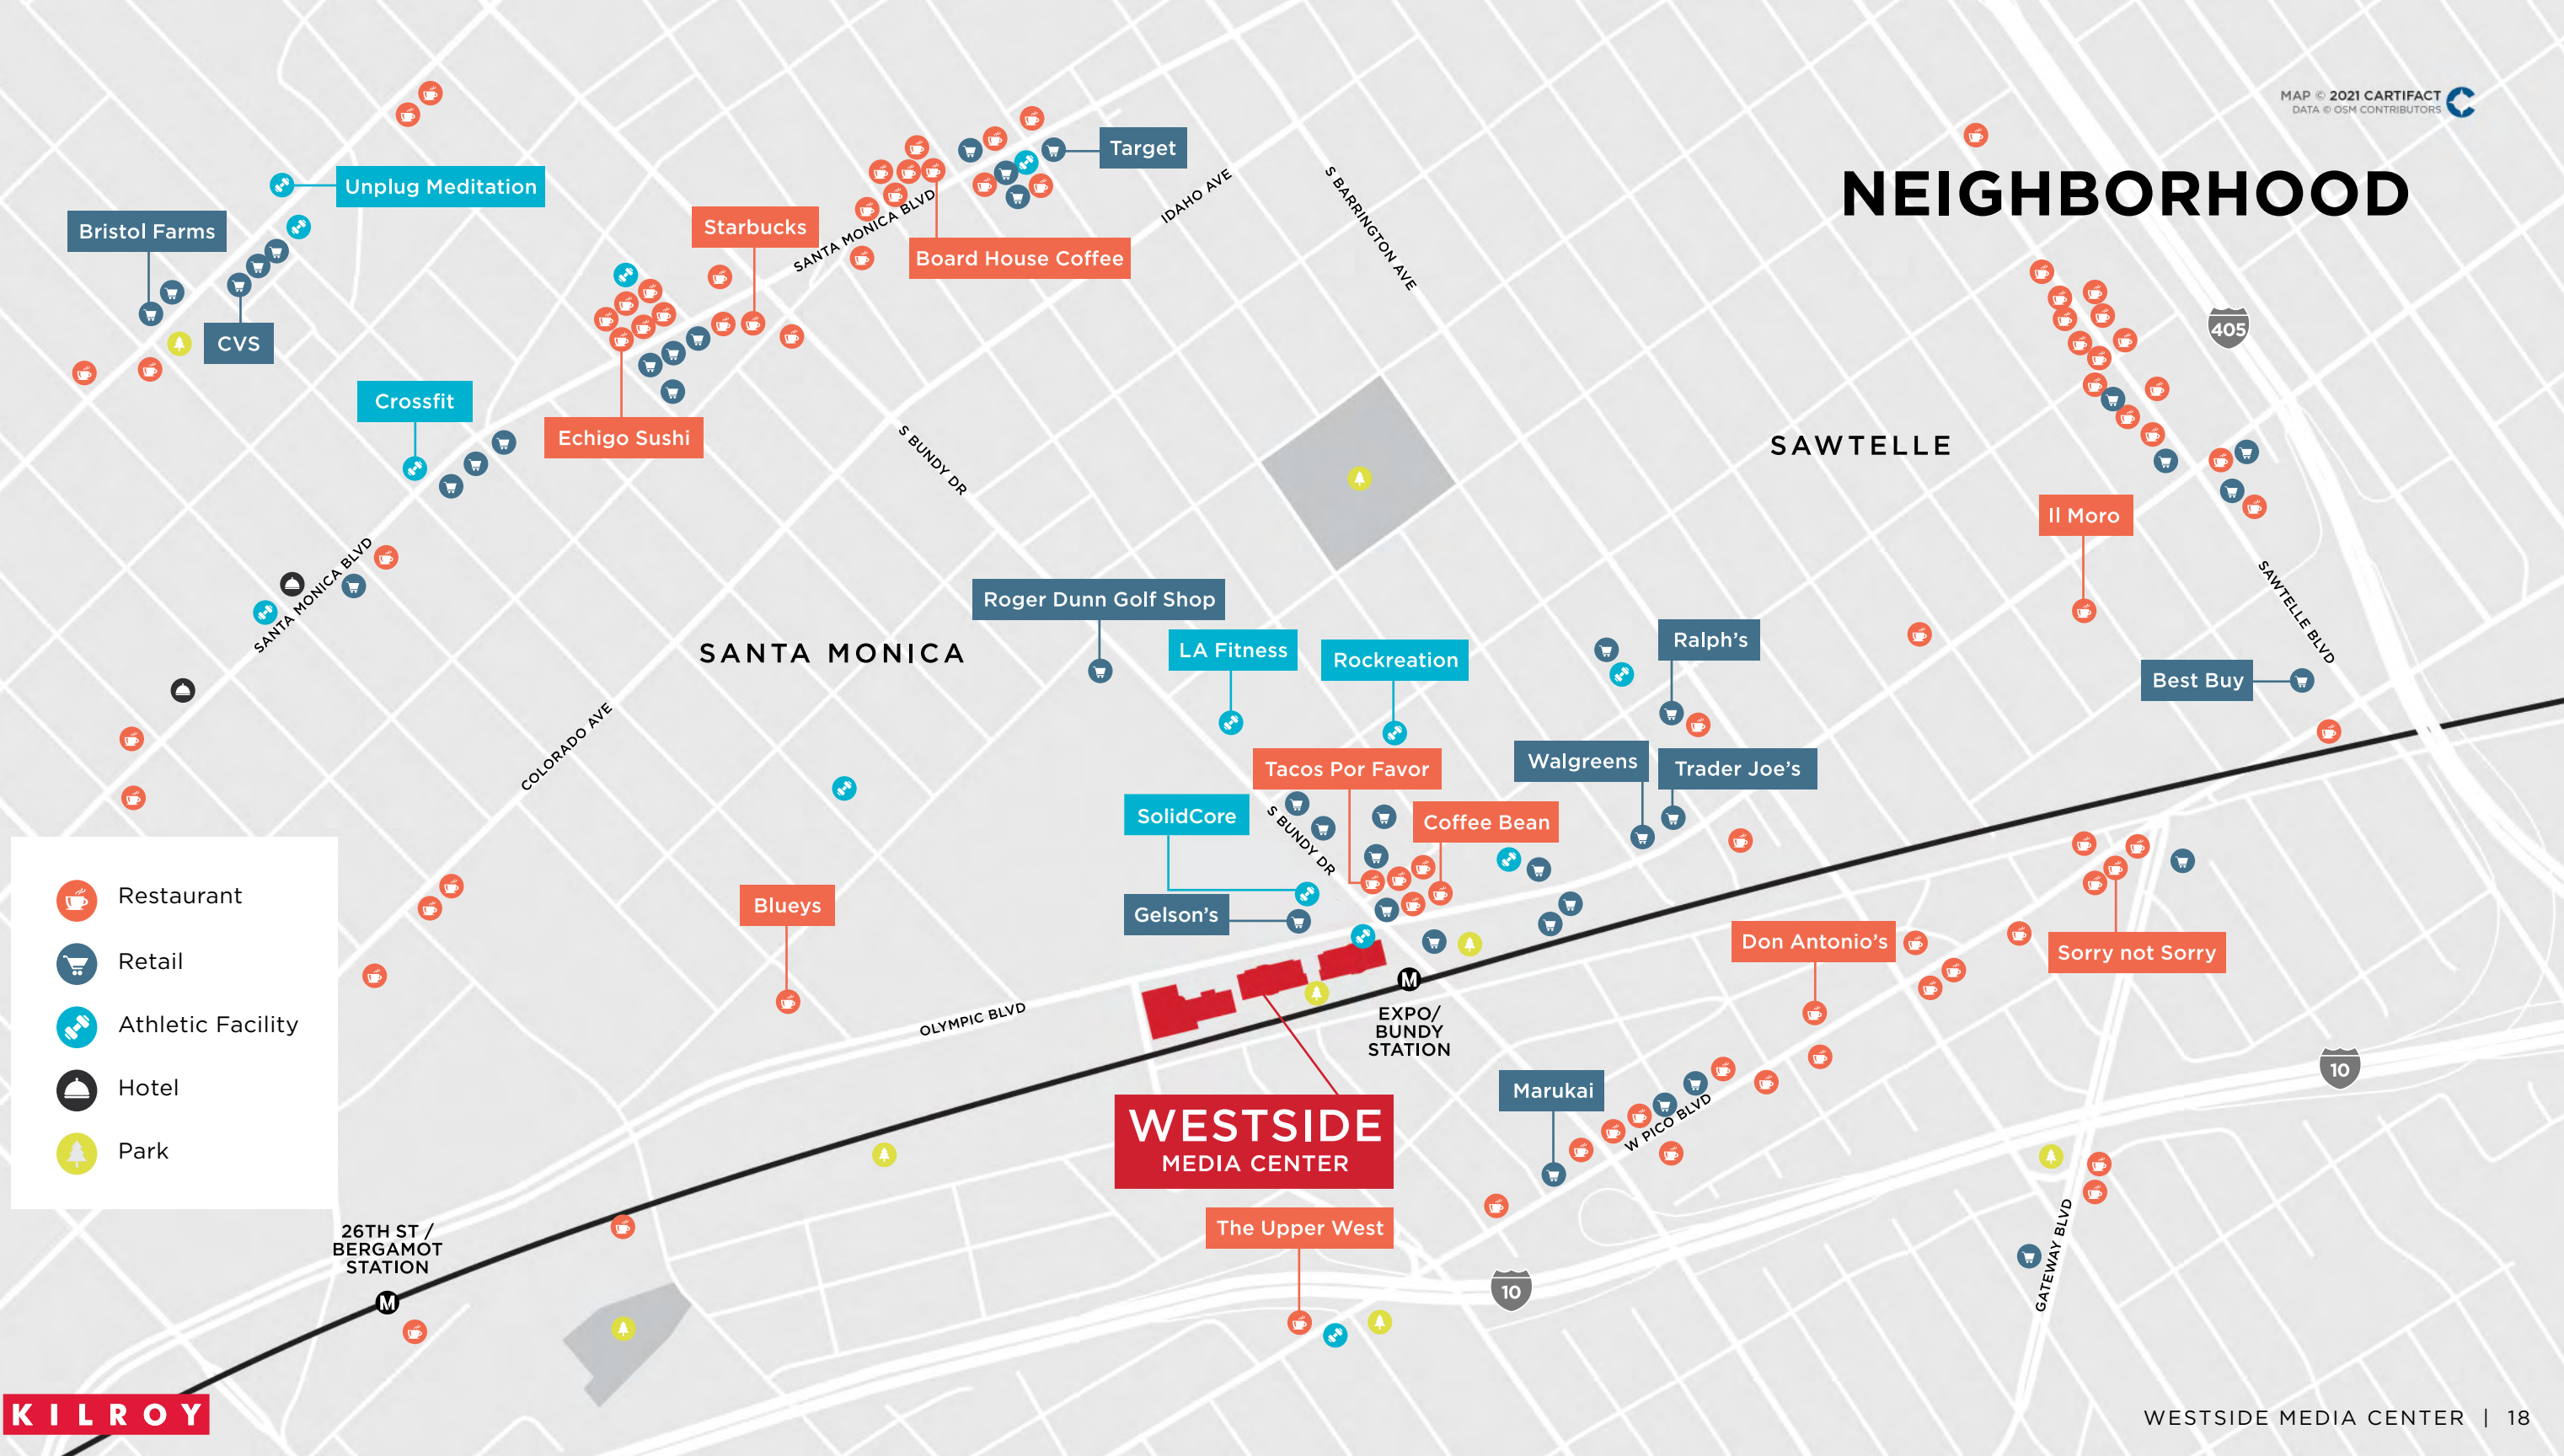 MAP © 2021 CARTIFACT
DATA © OSM CONTRIBUTORS
NEIGHBORHOOD
Target
Unplug Meditation
Bristol Farms
Starbucks
SANTA MONICA BLVD
IDAHO AVE
S BARRINGTON AVE
Board House Coffee
CVS
405
Crossfit
Echigo Sushi
S BUNDY DR
SAWTELLE
Il Moro
SANTA MONICA BLVD
SAWTELLE BLVD
Roger Dunn Golf Shop
SANTA MONICA
LA Fitness
Rockreation
Ralph's
Best Buy
COLORADO AVE
Tacos Por Favor
Walgreens
Trader Joe's
SolidCore
S BUNDY DR
Coffee Bean
Restaurant
Retail
Athletic Facility
Hotel
Park
Blueys
Gelson's
Don Antonio's
Sorry not Sorry
OLYMPIC BLVD
M
EXPO/
BUNDY
STATION
10
Marukai
W PICO BLVD
WESTSIDE
MEDIA CENTER
The Upper West
26TH ST /
BERGAMOT
STATION
M
10
GATEWAY BLVD
KILROY
WESTSIDE MEDIA CENTER | 18